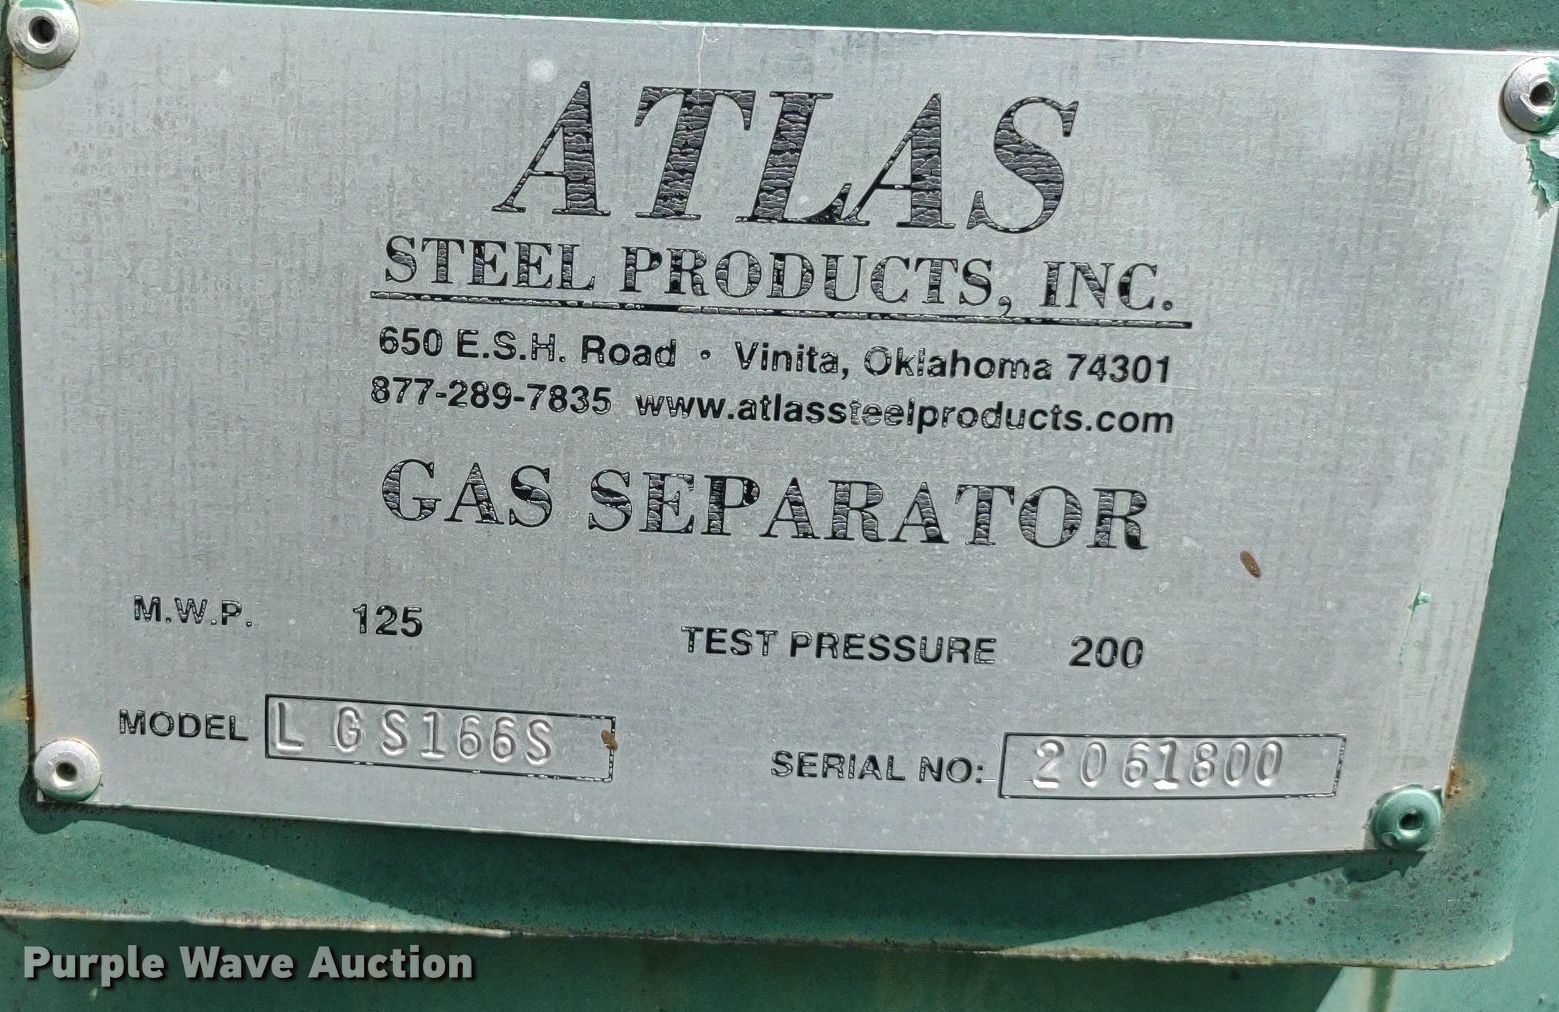 ATLAS
STEEL PRODUCTS, INC.
650 E.S.H. Road • Vinita, Oklahoma 74301
877-289-7835 www.atlassteelproducts.com
GAS SEPARATOR
M.W.P. 125 TEST PRESSURE 200
MODEL LGS166S SERIAL NO: 2061800
Purple Wave Auction